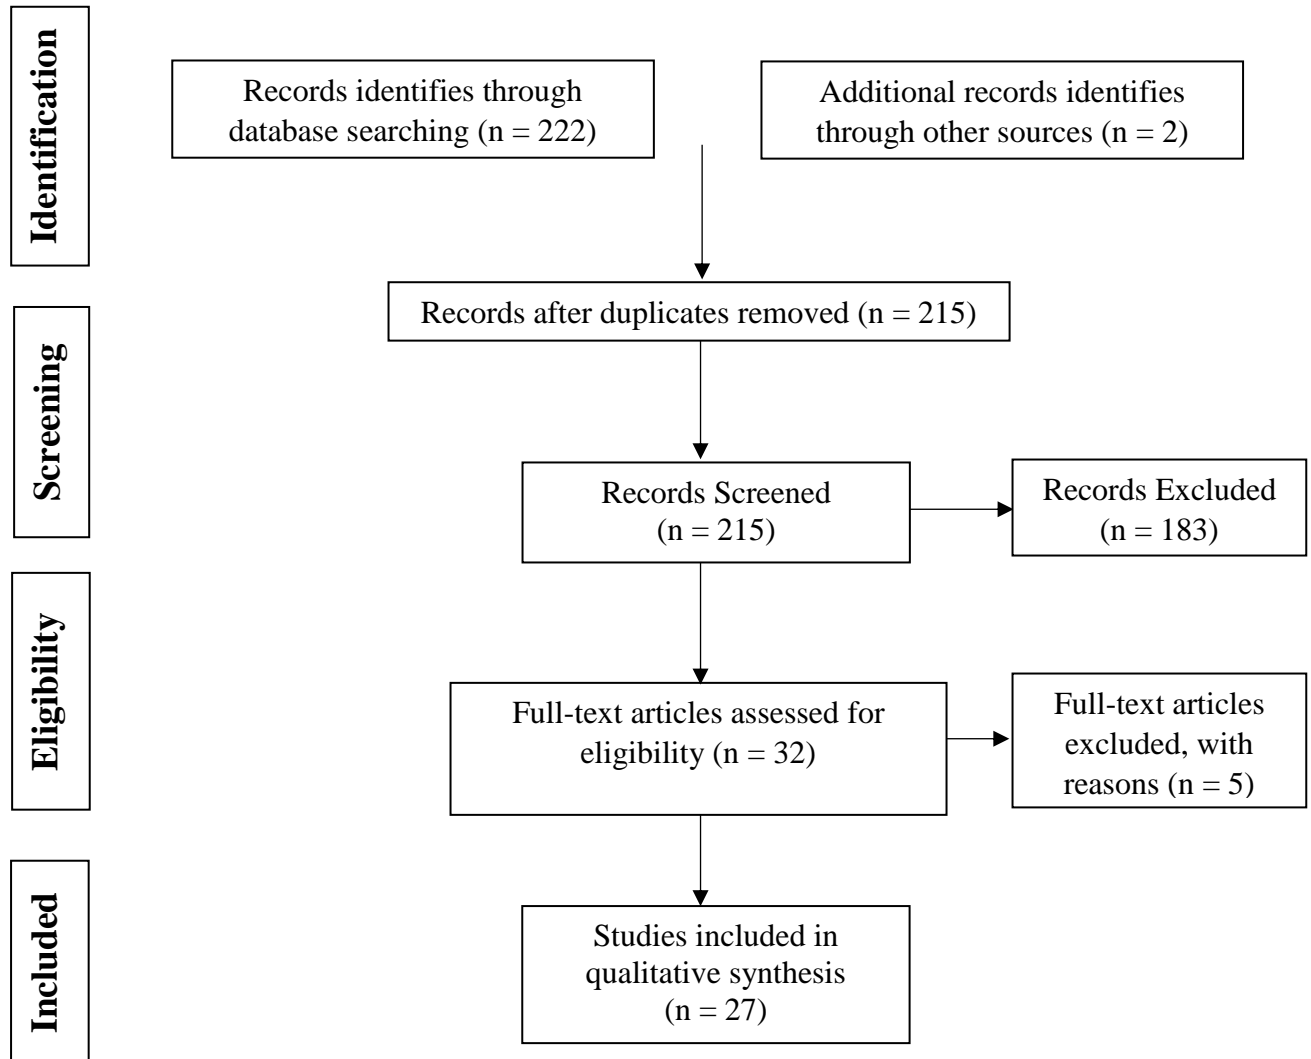 Identification
Records identifies through
database searching (n = 222)
Additional records identifies
through other sources (n = 2)
Records after duplicates removed (n = 215)
Screening
Records Screened
(n = 215)
Records Excluded
(n = 183)
Eligibility
Full-text articles assessed for
eligibility (n = 32)
Full-text articles
excluded, with
reasons (n = 5)
Included
Studies included in
qualitative synthesis
(n = 27)